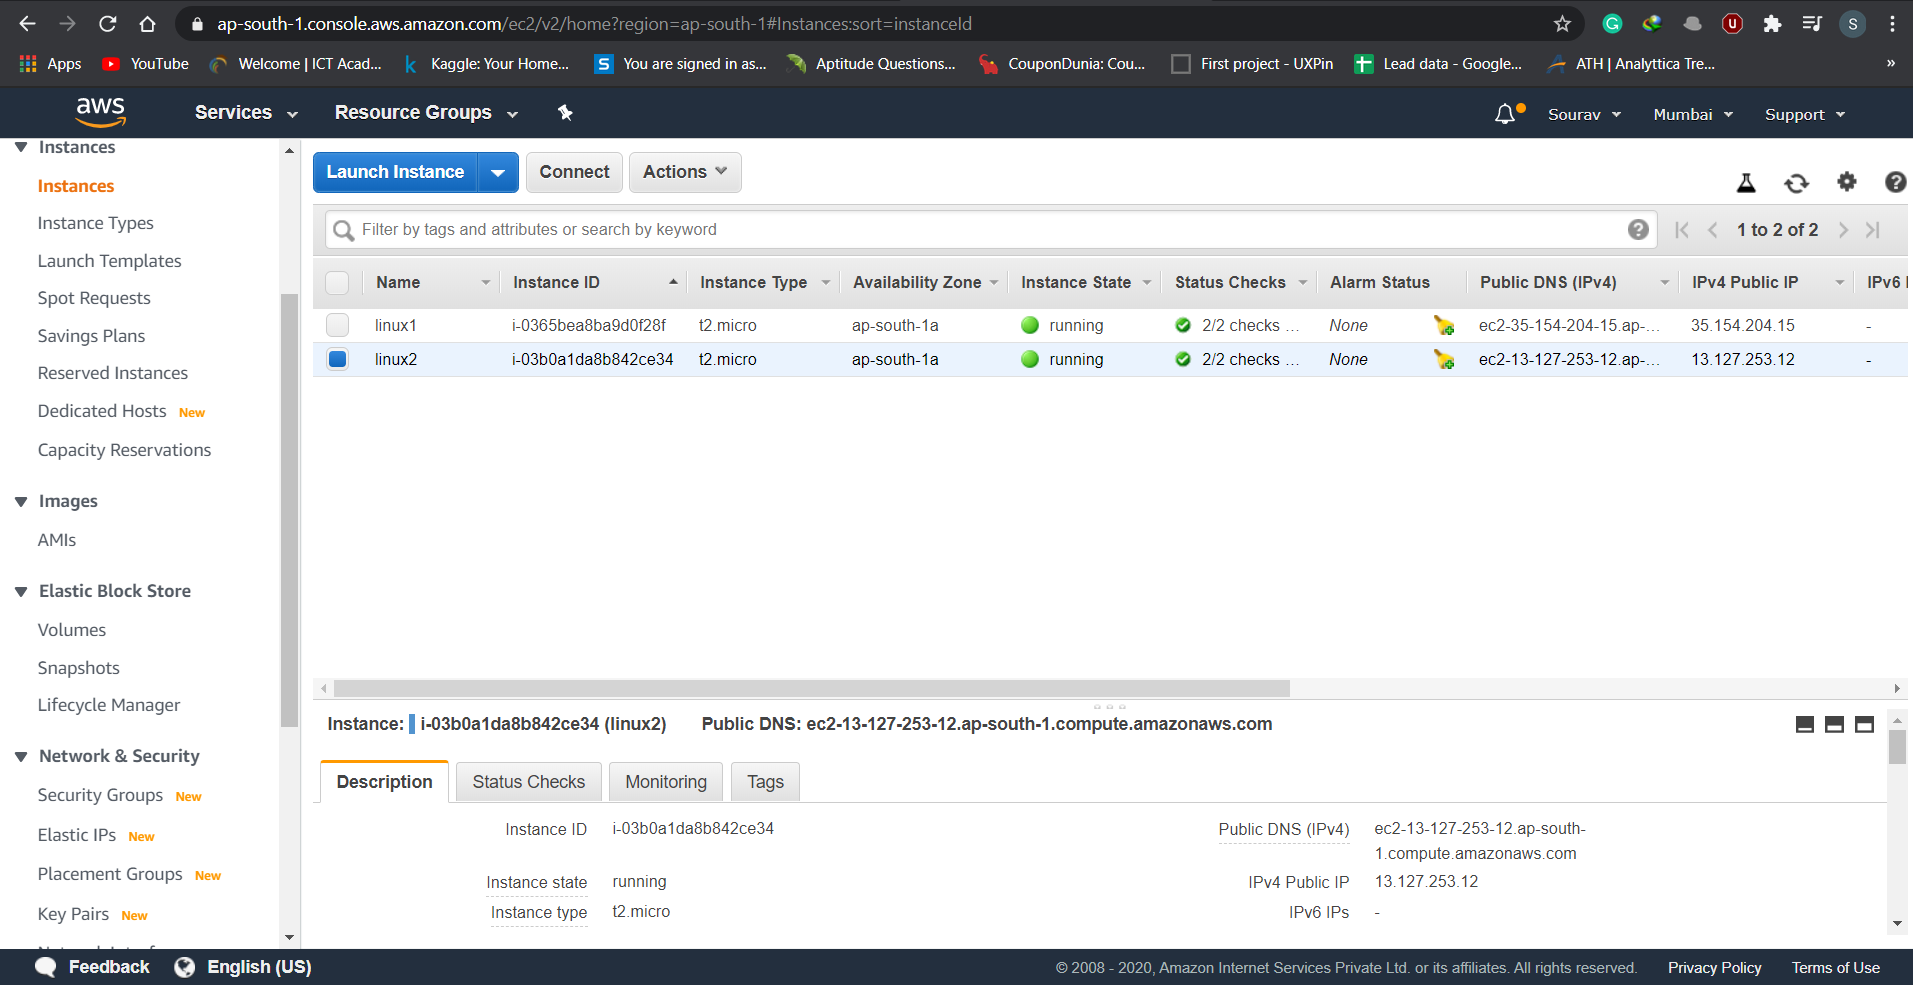 ap-south-1.console.aws.amazon.com/ec2/v2/home?region=ap-south-1#Instances:sort=instanceId
S
Apps YouTube Welcome | ICT Acad... Kaggle: Your Home... You are signed in as... Aptitude Questions... CouponDunia: Cou... First project - UXPin Lead data - Google... ATH | Analyttica Tre... »
aws Services Resource Groups Sourav Mumbai Support
Instances
Instances
Instance Types
Launch Templates
Spot Requests
Savings Plans
Reserved Instances
Dedicated Hosts New
Capacity Reservations
Images
AMIs
Elastic Block Store
Volumes
Snapshots
Lifecycle Manager
Network & Security
Security Groups New
Elastic IPs New
Placement Groups New
Key Pairs New
Launch Instance Connect Actions
Filter by tags and attributes or search by keyword 1 to 2 of 2
Name Instance ID Instance Type Availability Zone Instance State Status Checks Alarm Status Public DNS (IPv4) IPv4 Public IP IPv6
linux1 i-0365bea8ba9d0f28f t2.micro ap-south-1a running 2/2 checks ... None ec2-35-154-204-15.ap-... 35.154.204.15 -
linux2 i-03b0a1da8b842ce34 t2.micro ap-south-1a running 2/2 checks ... None ec2-13-127-253-12.ap-... 13.127.253.12 -
Instance: i-03b0a1da8b842ce34 (linux2) Public DNS: ec2-13-127-253-12.ap-south-1.compute.amazonaws.com
Description Status Checks Monitoring Tags
Instance ID i-03b0a1da8b842ce34 Public DNS (IPv4) ec2-13-127-253-12.ap-south-
1.compute.amazonaws.com
Instance state running IPv4 Public IP 13.127.253.12
Instance type t2.micro IPv6 IPs -
Feedback English (US) © 2008 - 2020, Amazon Internet Services Private Ltd. or its affiliates. All rights reserved. Privacy Policy Terms of Use